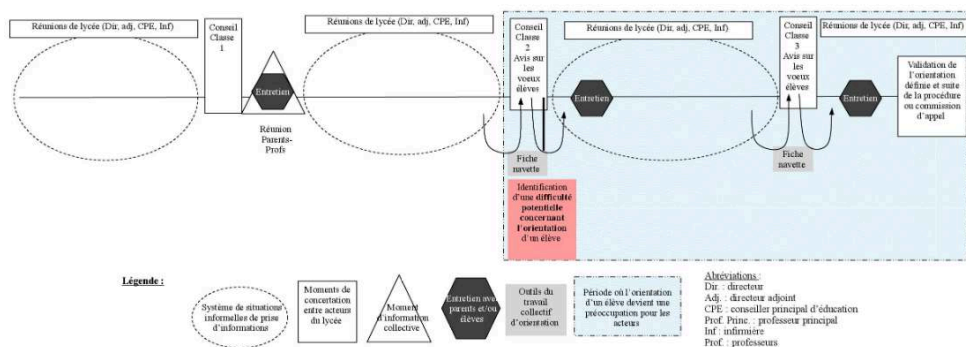 Réunions de lycée (Dir, adj, CPE, Inf)
Conseil
Classe
1
Entretien
Réunion
Parents-
Profs
Réunions de lycée (Dir, adj, CPE, Inf)
Conseil
Classe
2
Avis sur
les
voeux
élèves
Fiche
navette
Identification
d'une difficulté
potentielle
concernant
l'orientation
d'un élève
Entretien
Réunions de lycée (Dir, adj, CPE, Inf)
Conseil
Classe
3
Avis sur
les
voeux
élèves
Fiche
navette
Réunions de lycée (Dir, adj, CPE, Inf)
Entretien
Validation de
l'orientation
définie et suite
de la procédure
ou commission
d'appel
Légende :
Système de situations
informelles de prise
d'informations
Moments de
concertation
entre acteurs
du lycée
Moment
d'information
collective
Entretien avec
parents et/ou
élèves
Outils du
travail
collectif
d'orientation
Période où l'orientation
d'un élève devient une
préoccupation pour les
acteurs
Abréviations :
Dir. : directeur
Adj. : directeur adjoint
CPE : conseiller principal d'éducation
Prof. Princ. : professeur principal
Inf : infirmière
Prof. : professeurs